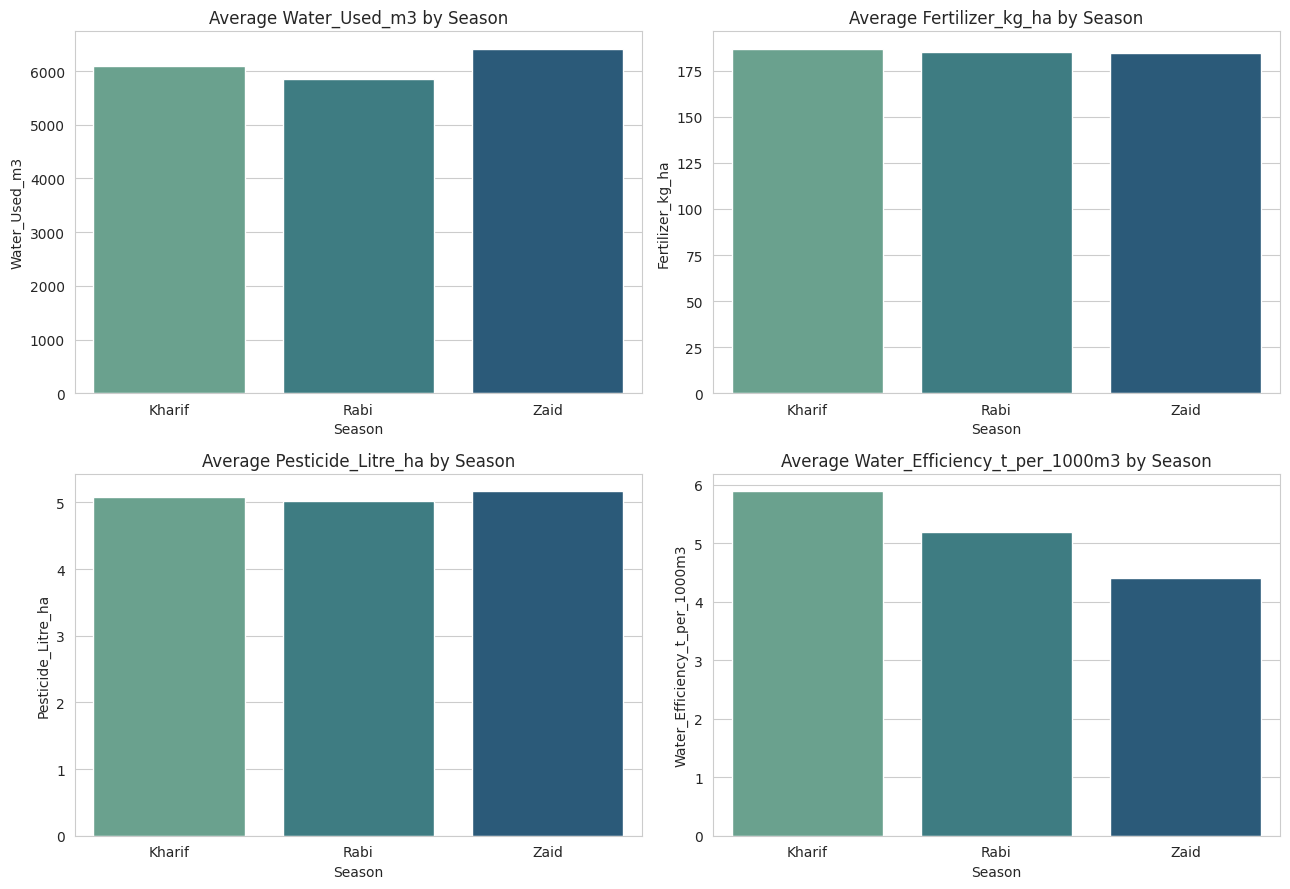 Average Water_Used_m3 by Season
Water_Used_m3
6000
5000
4000
3000
2000
1000
0
Kharif Rabi Zaid
Season
Average Fertilizer_kg_ha by Season
Fertilizer_kg_ha
175
150
125
100
75
50
25
0
Kharif Rabi Zaid
Season
Average Pesticide_Litre_ha by Season
Pesticide_Litre_ha
5
4
3
2
1
0
Kharif Rabi Zaid
Season
Average Water_Efficiency_t_per_1000m3 by Season
Water_Efficiency_t_per_1000m3
6
5
4
3
2
1
0
Kharif Rabi Zaid
Season